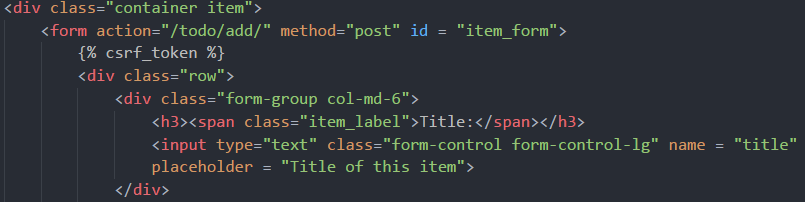 <div class="container item">
<form action="/todo/add/" method="post" id = "item_form">
{% csrf_token %}
<div class="row">
<div class="form-group col-md-6">
<h3><span class="item_label">Title:</span></h3>
<input type="text" class="form-control form-control-lg" name = "title"
placeholder = "Title of this item">
</div>